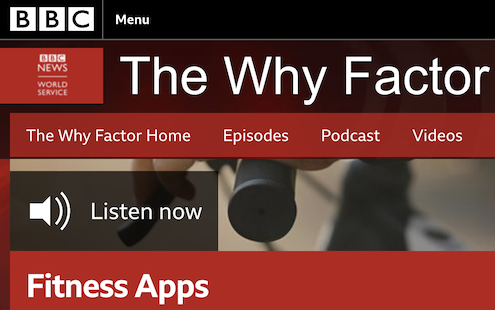 BBC Menu
BBC
NEWS
WORLD
SERVICE
The Why Factor
The Why Factor Home Episodes Podcast Videos
Listen now
Fitness Apps